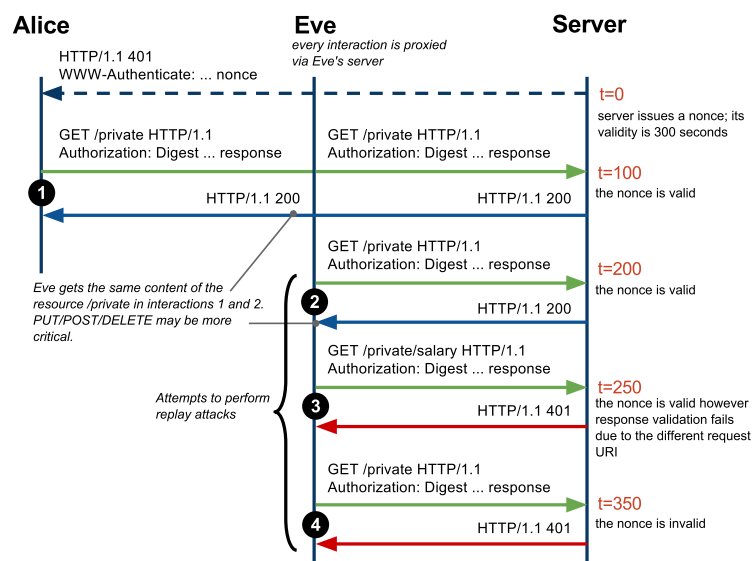 Alice
Eve
Server
every interaction is proxied
via Eve's server
HTTP/1.1 401
WWW-Authenticate: ... nonce
t=0
server issues a nonce; its
validity is 300 seconds
GET /private HTTP/1.1
Authorization: Digest ... response
GET /private HTTP/1.1
Authorization: Digest ... response
t=100
the nonce is valid
1
HTTP/1.1 200
HTTP/1.1 200
GET /private HTTP/1.1
Authorization: Digest ... response
t=200
the nonce is valid
Eve gets the same content of the
resource /private in interactions 1 and 2.
PUT/POST/DELETE may be more
critical.
2
HTTP/1.1 200
GET /private/salary HTTP/1.1
Authorization: Digest ... response
t=250
the nonce is valid however
response validation fails
due to the different request
URI
Attempts to perform
replay attacks
3
HTTP/1.1 401
GET /private HTTP/1.1
Authorization: Digest ... response
t=350
the nonce is invalid
4
HTTP/1.1 401